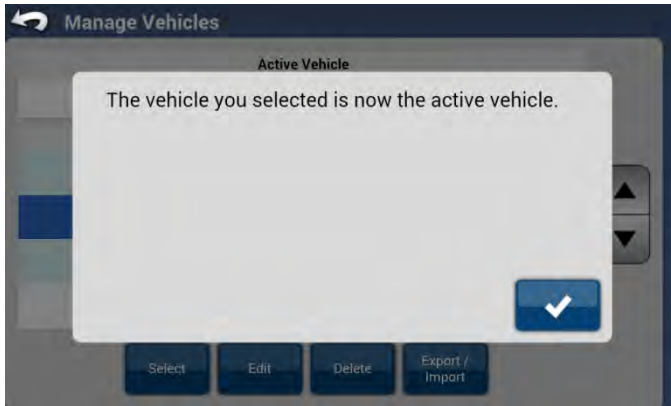 Manage Vehicles
Active Vehicle
The vehicle you selected is now the active vehicle.
Select
Edit
Delete
Export /
Import